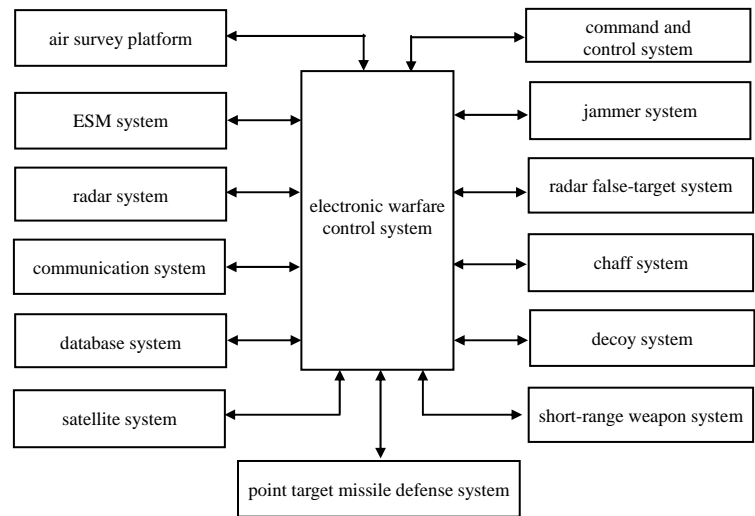 air survey platform
command and
control system
ESM system
jammer system
radar system
radar false-target system
electronic warfare
control system
communication system
chaff system
database system
decoy system
satellite system
short-range weapon system
point target missile defense system